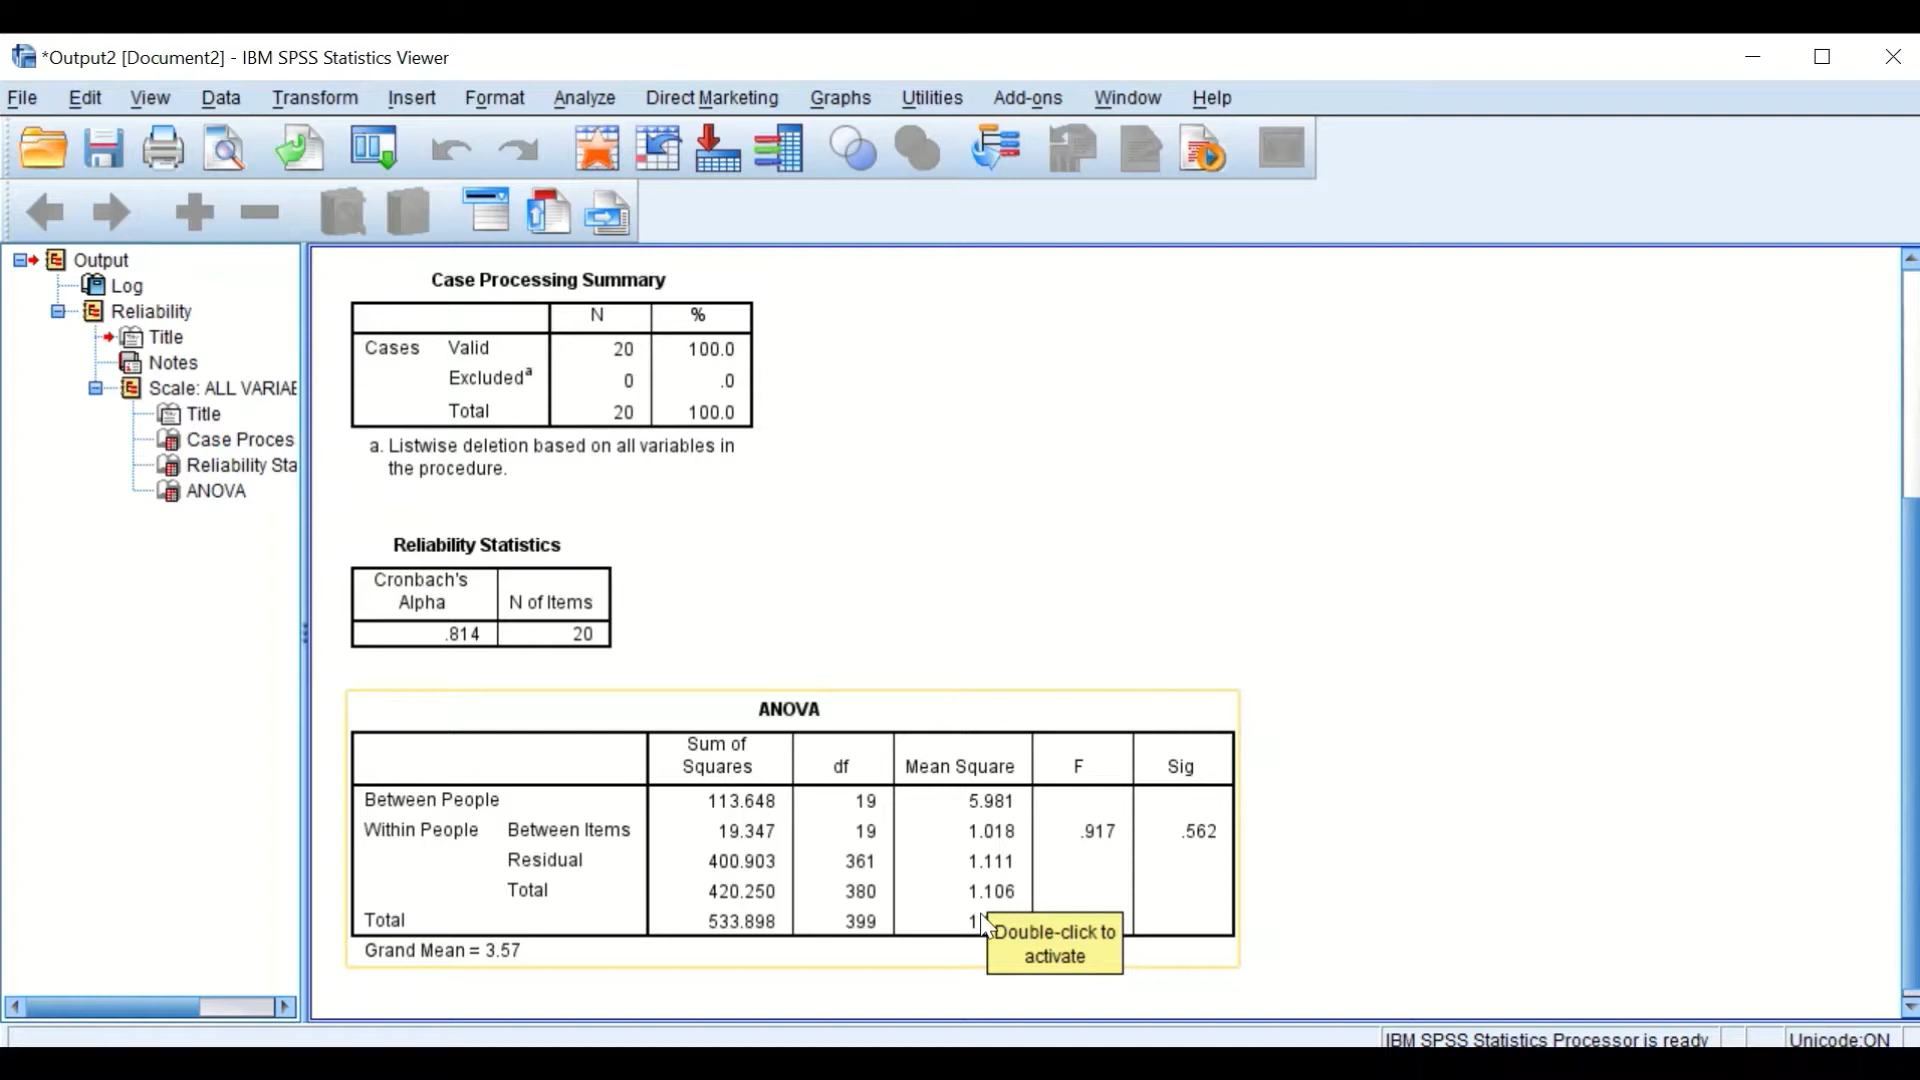 *Output2 [Document2] - IBM SPSS Statistics Viewer
File Edit View Data Transform Insert Format Analyze Direct Marketing Graphs Utilities Add-ons Window Help
Output
Log
Reliability
Title
Notes
Scale: ALL VARIAE
Title
Case Proces
Reliability Sta
ANOVA
Case Processing Summary
N %
Cases Valid 20 100.0
Excludedª 0 .0
Total 20 100.0
a. Listwise deletion based on all variables in
the procedure.
Reliability Statistics
Cronbach's
Alpha N of Items
.814 20
ANOVA
Sum of
Squares df Mean Square F Sig
Between People 113.648 19 5.981
Within People Between Items 19.347 19 1.018 .917 .562
Residual 400.903 361 1.111
Total 420.250 380 1.106
Total 533.898 399
Grand Mean = 3.57
Double-click to
activate
IBM SPSS Statistics Processor is ready Unicode:ON